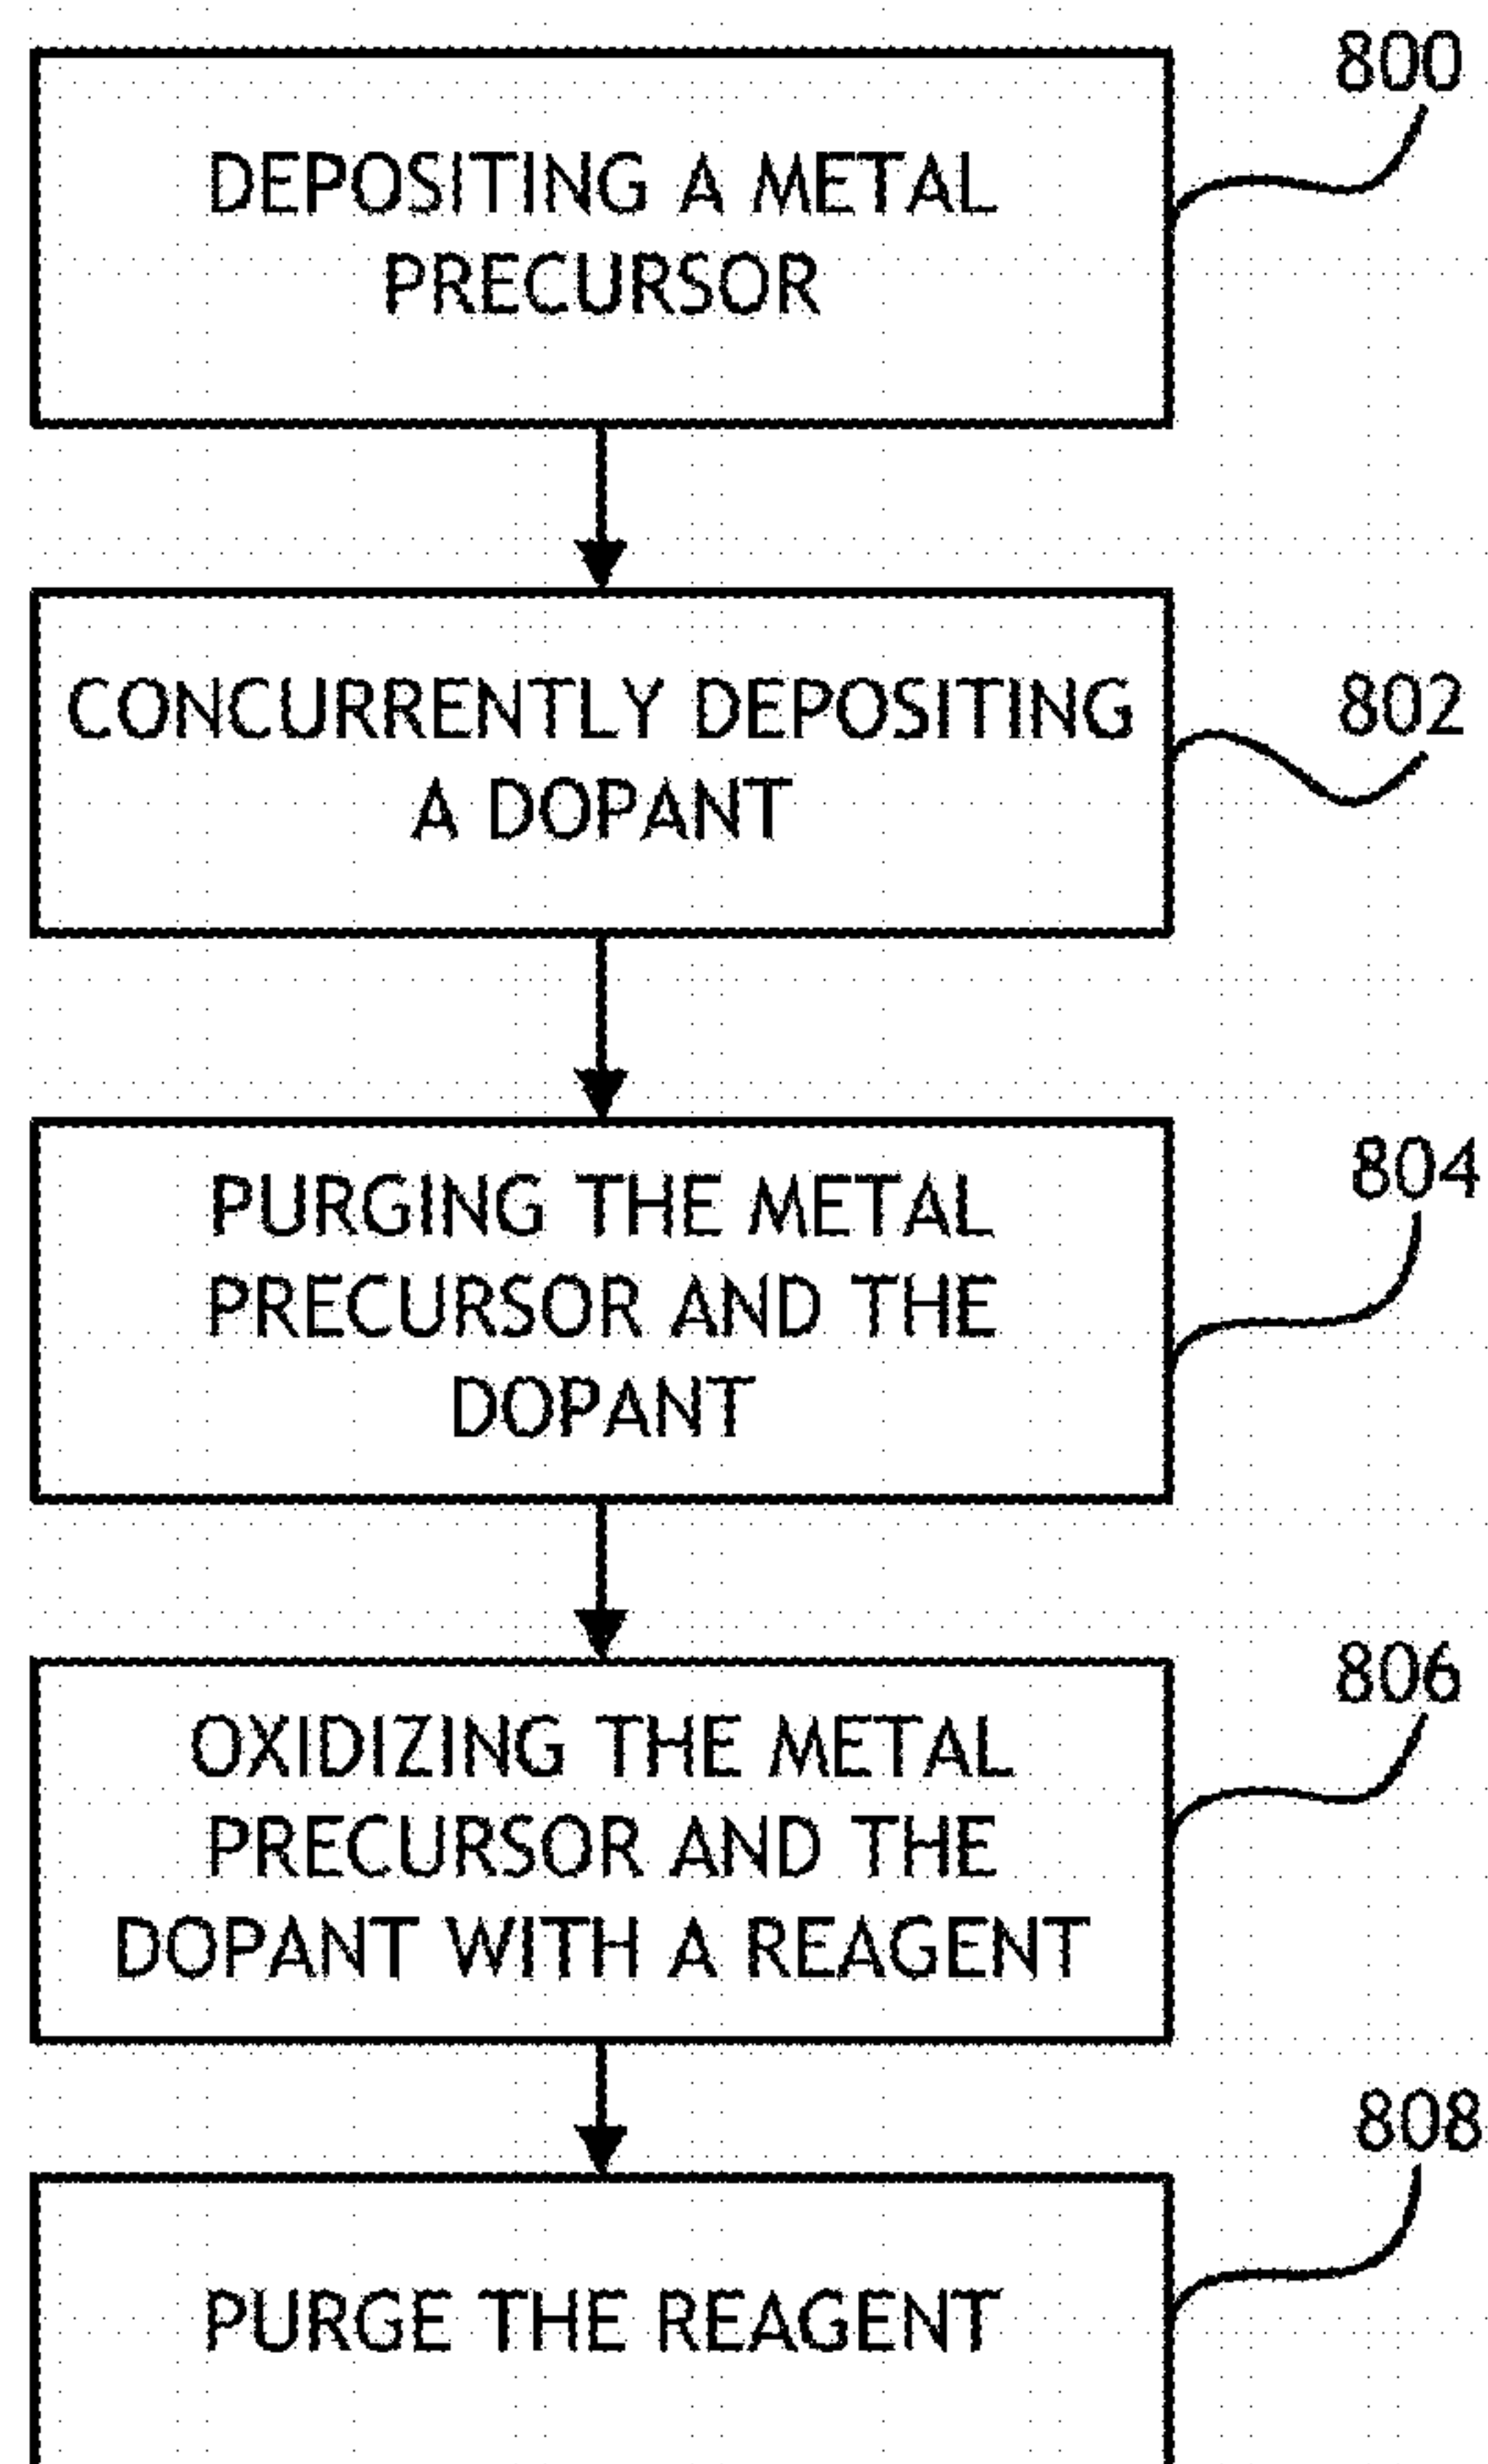 800
DEPOSITING A METAL
PRECURSOR
802
CONCURRENTLY DEPOSITING
A DOPANT
804
PURGING THE METAL
PRECURSOR AND THE
DOPANT
806
OXIDIZING THE METAL
PRECURSOR AND THE
DOPANT WITH A REAGENT
808
PURGE THE REAGENT